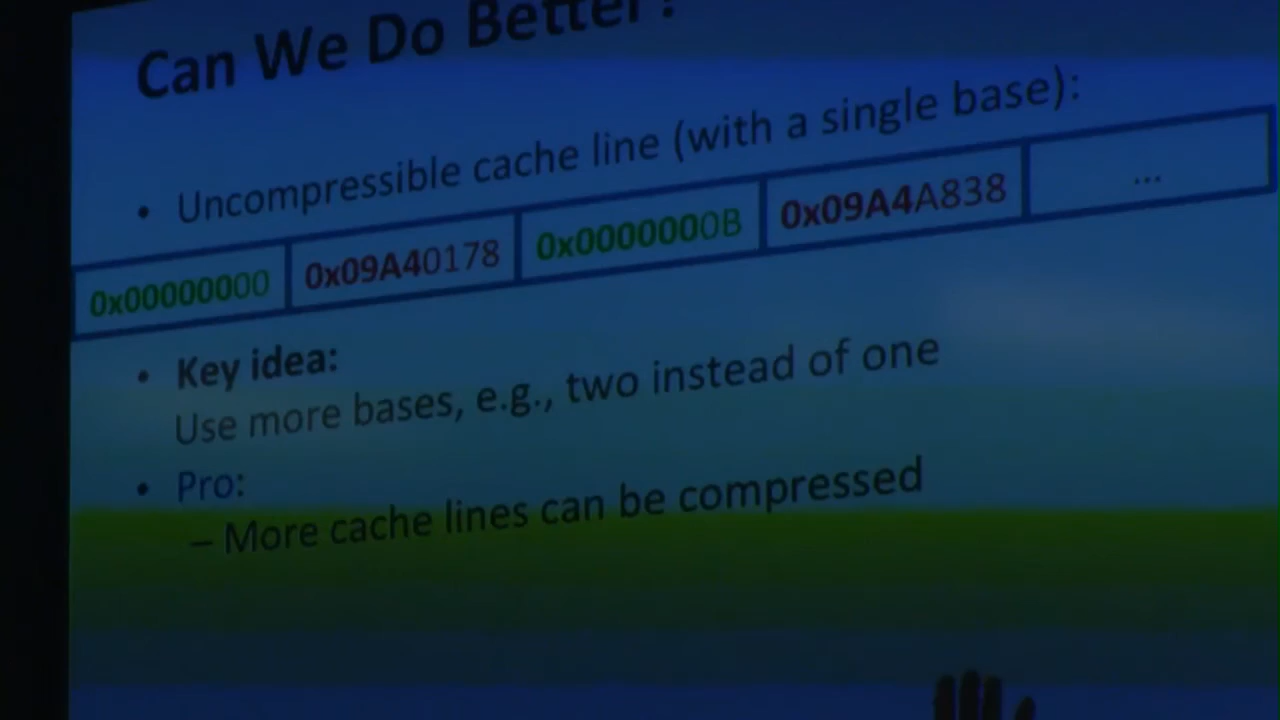 Can We Do Better?
• Uncompressible cache line (with a single base):
0x00000000 0x09A40178 0x0000000B 0x09A4A838 ...
• Key idea:
Use more bases, e.g., two instead of one
• Pro:
– More cache lines can be compressed